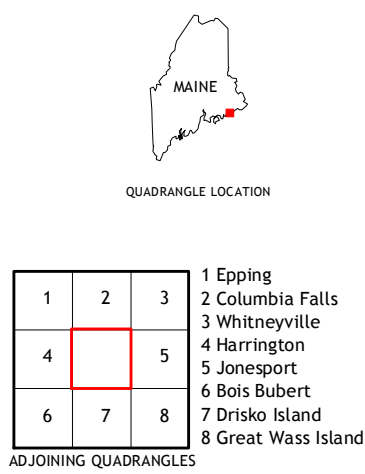 MAINE
QUADRANGLE LOCATION
1 2 3
4 5
6 7 8
1 Epping
2 Columbia Falls
3 Whitneyville
4 Harrington
5 Jonesport
6 Bois Bubert
7 Drisko Island
8 Great Wass Island
ADJOINING QUADRANGLES